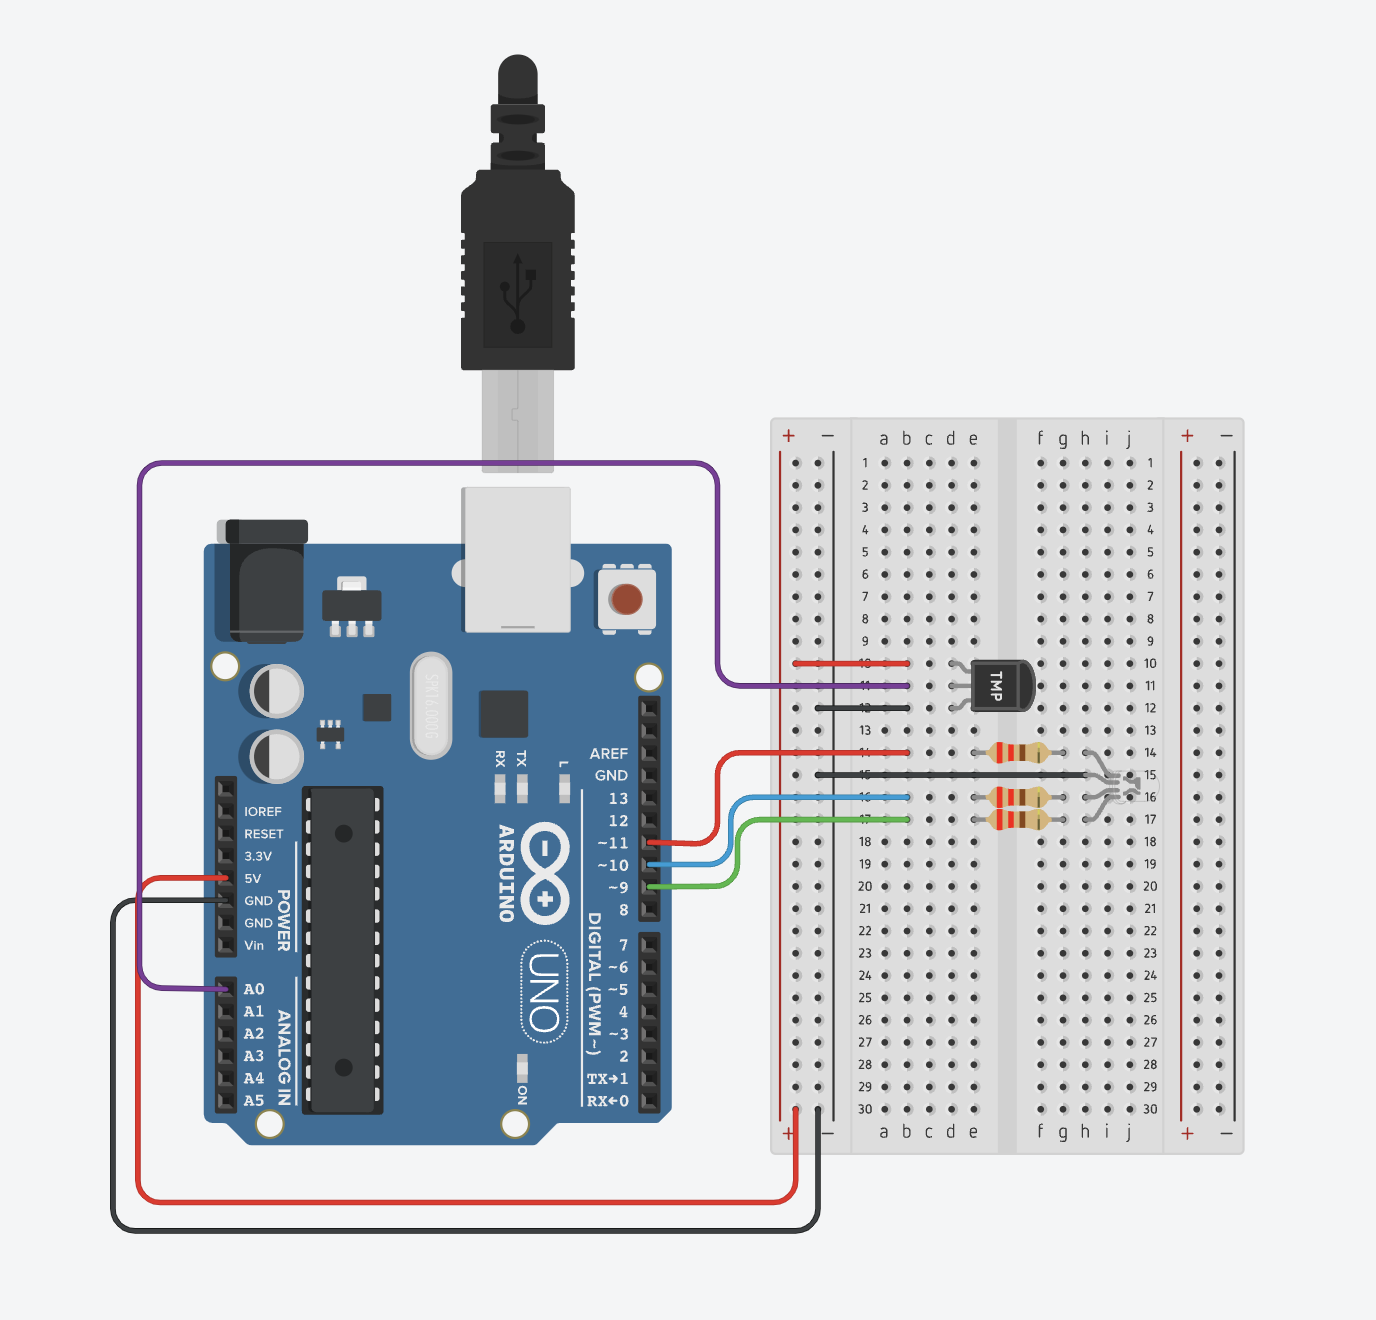 + − a b c d e f g h i j + −
1 1
2 2
3 3
4 4
5 5
6 6
7 7
8 8
9 9
10 10
11 11
12 12
13 13
14 14
15 15
16 16
17 17
18 18
19 19
20 20
21 21
22 22
23 23
24 24
25 25
26 26
27 27
28 28
29 29
30 30
+ − a b c d e f g h i j + −
TMP
SPK16.000G
RX TX L
ARDUINO
UNO
ON
IOREF
RESET
3.3V
5V
GND
GND
Vin
POWER
A0
A1
A2
A3
A4
A5
ANALOG IN
AREF
GND
13
12
~11
~10
~9
8
7
~6
~5
4
~3
2
TX→1
RX←0
DIGITAL (PWM~)